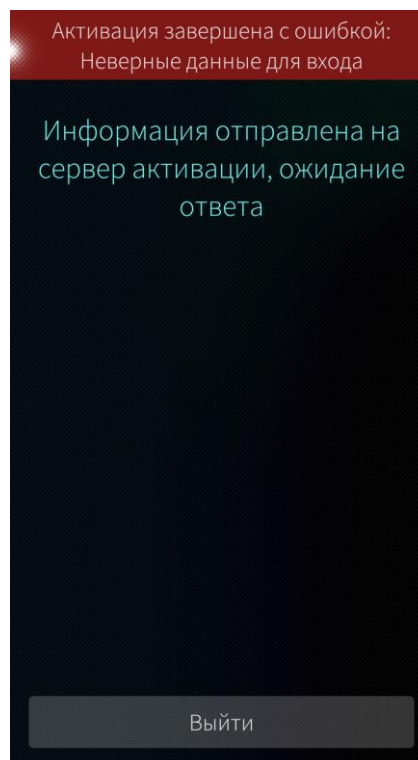 Активация завершена с ошибкой:
Неверные данные для входа
Информация отправлена на
сервер активации, ожидание
ответа
Выйти